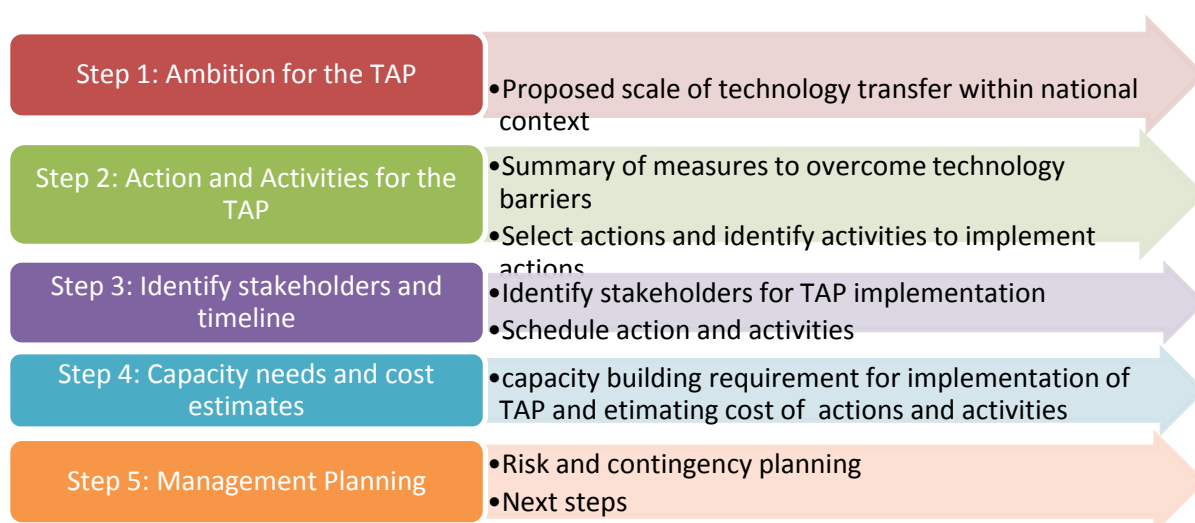 Step 1: Ambition for the TAP
•Proposed scale of technology transfer within national
context
Step 2: Action and Activities for the
TAP
•Summary of measures to overcome technology
barriers
•Select actions and identify activities to implement
actions
Step 3: Identify stakeholders and
timeline
•Identify stakeholders for TAP implementation
•Schedule action and activities
Step 4: Capacity needs and cost
estimates
•capacity building requirement for implementation of
TAP and etimating cost of  actions and activities
Step 5: Management Planning
•Risk and contingency planning
•Next steps